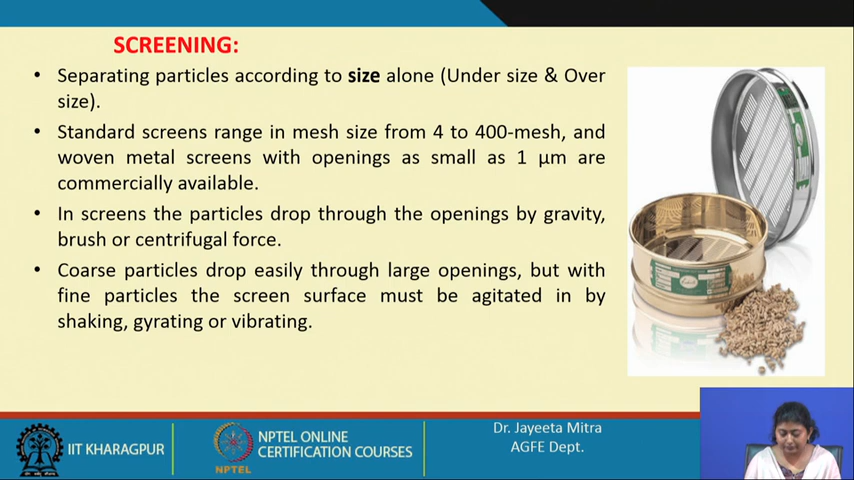 SCREENING:
• Separating particles according to size alone (Under size & Over
size).
• Standard screens range in mesh size from 4 to 400-mesh, and
woven metal screens with openings as small as 1 μm are
commercially available.
• In screens the particles drop through the openings by gravity,
brush or centrifugal force.
• Coarse particles drop easily through large openings, but with
fine particles the screen surface must be agitated in by
shaking, gyrating or vibrating.
IIT KHARAGPUR
NPTEL
NPTEL ONLINE
CERTIFICATION COURSES
Dr. Jayeeta Mitra
AGFE Dept.